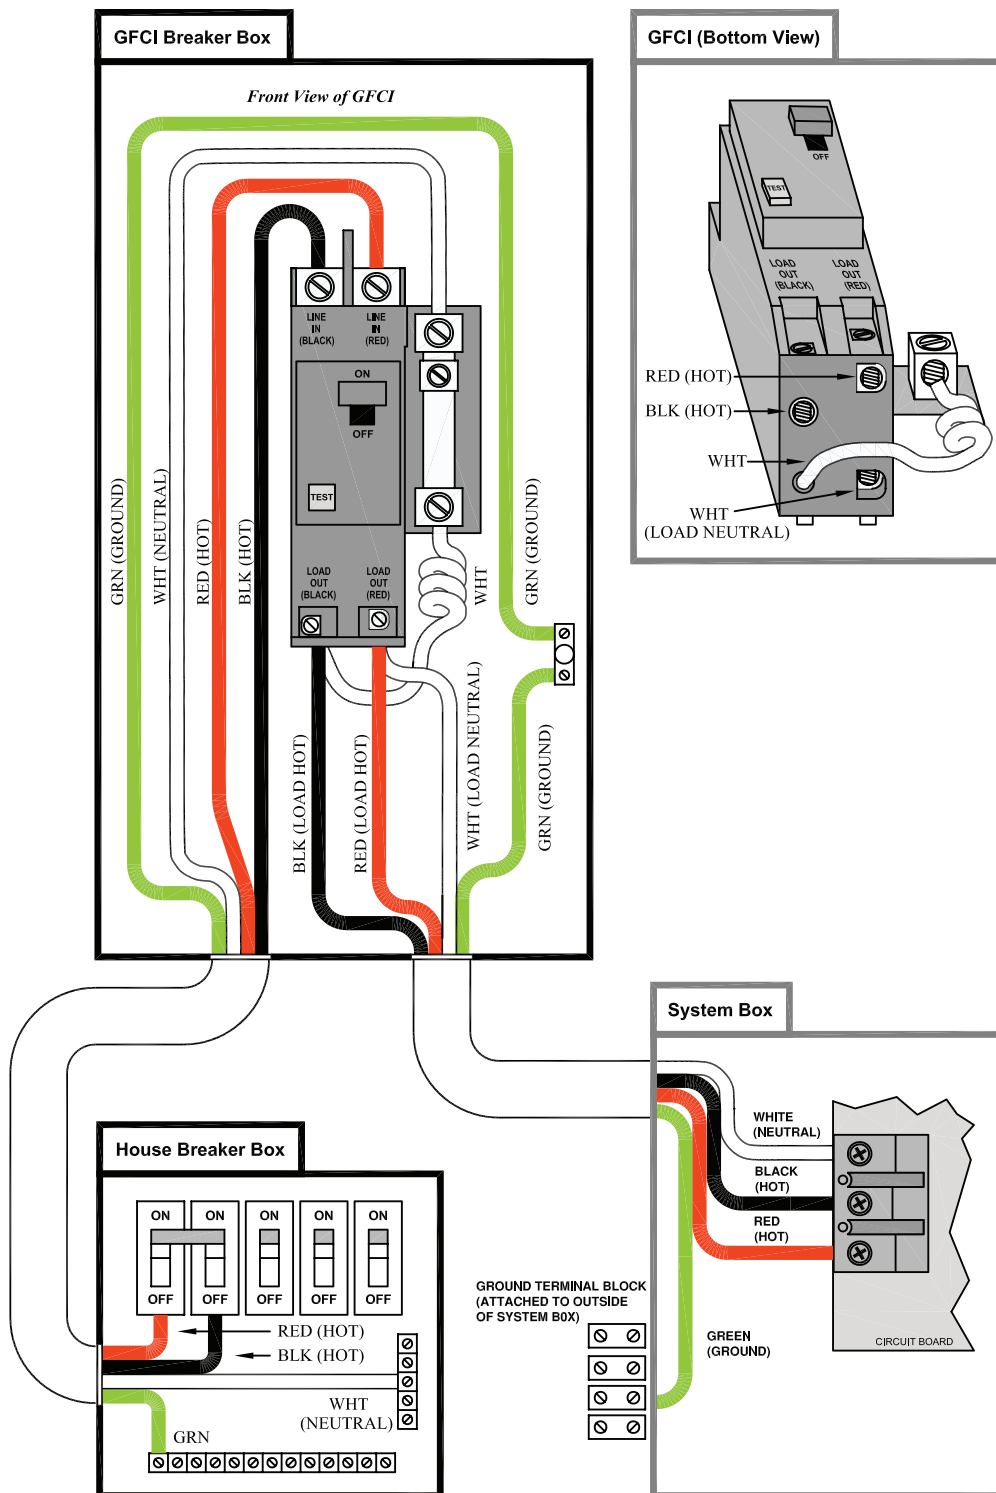 GFCI Breaker Box
Front View of GFCI
GRN (GROUND)
WHT (NEUTRAL)
RED (HOT)
BLK (HOT)
LINE
IN
(BLACK)
LINE
IN
(RED)
ON
OFF
TEST
LOAD
OUT
(BLACK)
LOAD
OUT
(RED)
WHT
GRN (GROUND)
BLK (LOAD HOT)
RED (LOAD HOT)
WHT (LOAD NEUTRAL)
GRN (GROUND)
GFCI (Bottom View)
OFF
TEST
LOAD
OUT
(BLACK)
LOAD
OUT
(RED)
RED (HOT)
BLK (HOT)
WHT
WHT
(LOAD NEUTRAL)
House Breaker Box
ON
ON
ON
ON
ON
OFF
OFF
OFF
OFF
OFF
RED (HOT)
BLK (HOT)
WHT
(NEUTRAL)
GRN
System Box
WHITE
(NEUTRAL)
BLACK
(HOT)
RED
(HOT)
GROUND TERMINAL BLOCK
(ATTACHED TO OUTSIDE
OF SYSTEM B0X)
GREEN
(GROUND)
CIRCUIT BOARD